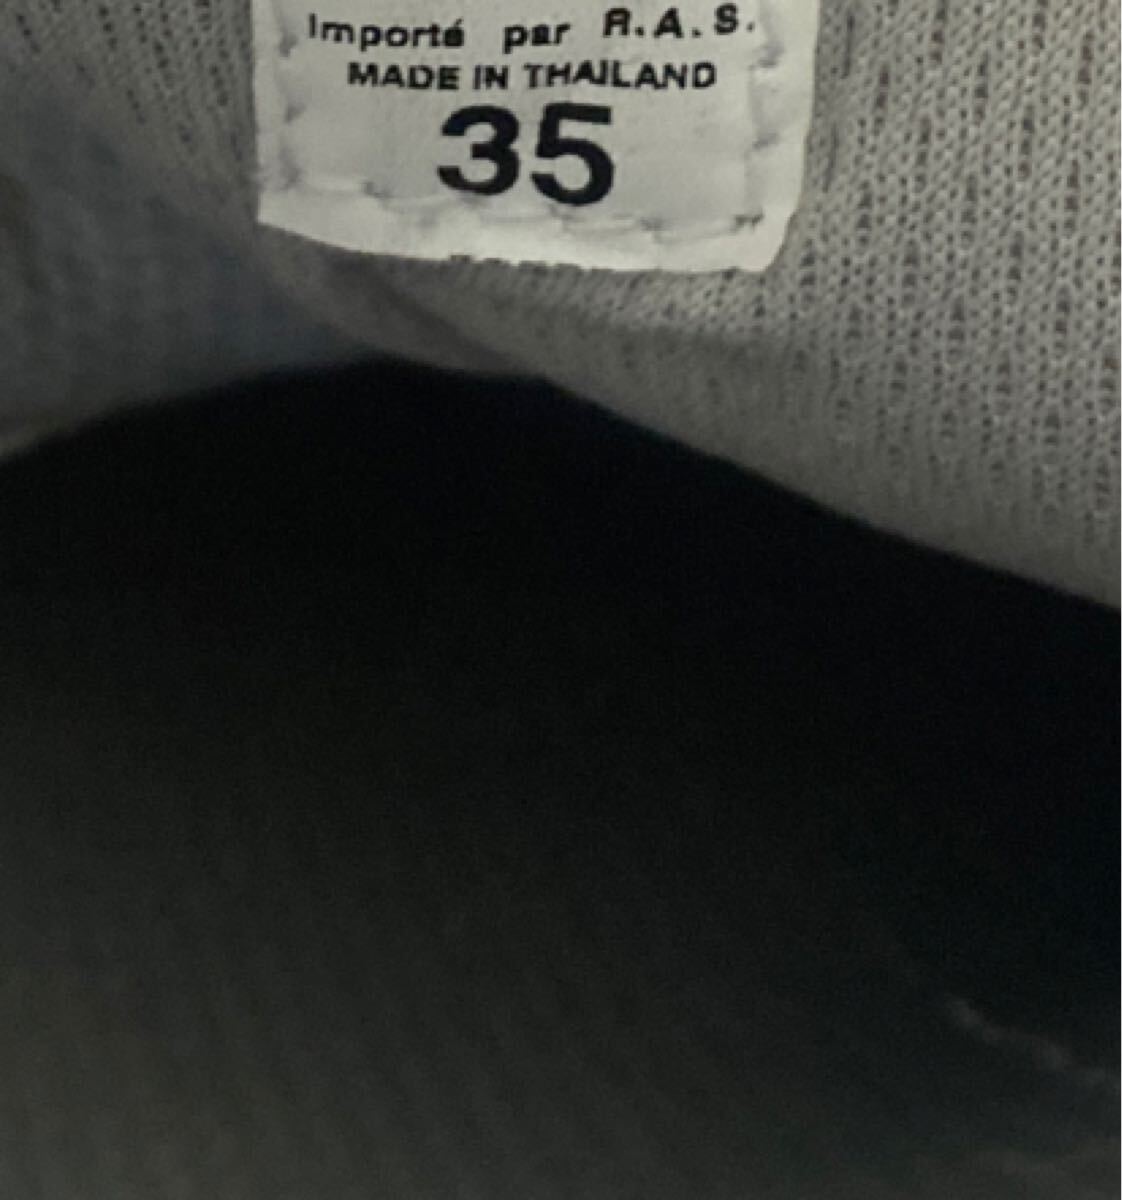 Importé par R.A.S.
MADE IN THAILAND
35